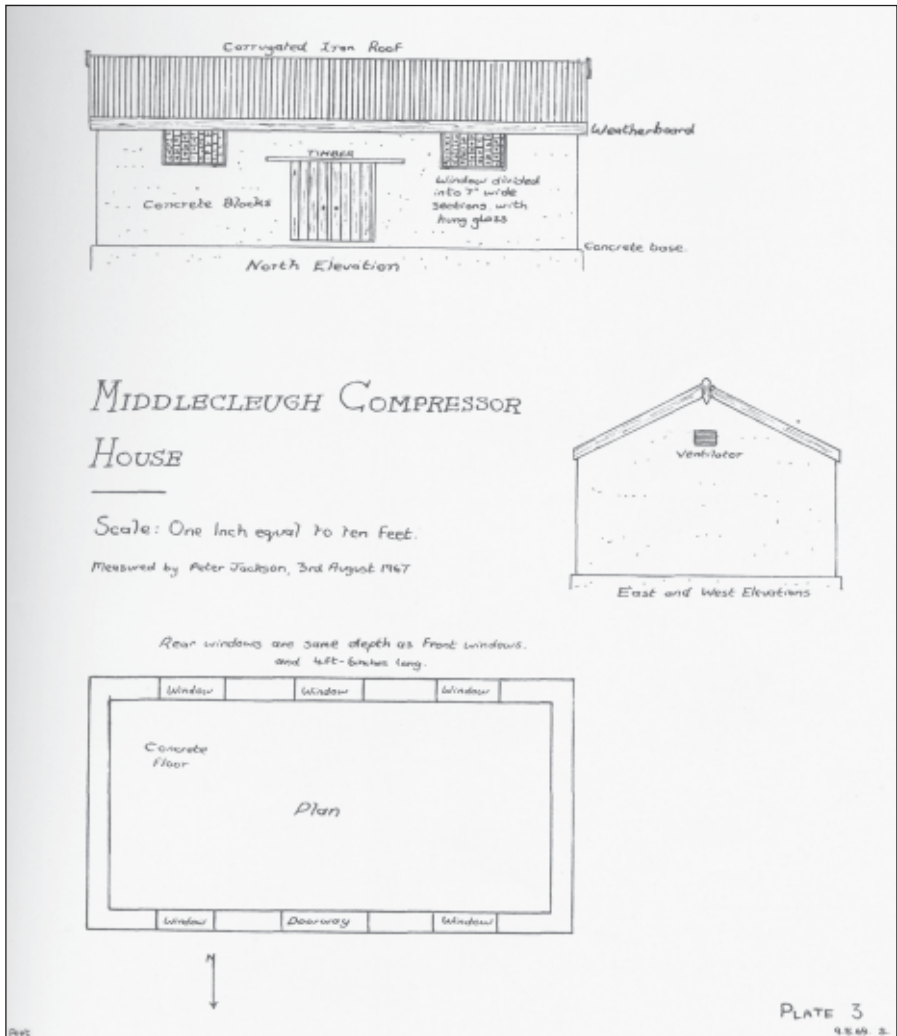 Corrugated Iron Roof
Weatherboard
TIMBER
Concrete Blocks
Window divided
into 7" wide
sections with
hung glass
Concrete base.
North Elevation
MIDDLECLEUGH COMPRESSOR
HOUSE
Ventilator
Scale: One Inch equal to ten feet.
Measured by Peter Jackson, 3rd August 1967
East and West Elevations
Rear windows are same depth as front windows.
and 4ft-6inches long.
Window Window Window
Concrete
Floor
Plan
Window Doorway Window
N
PLATE 3